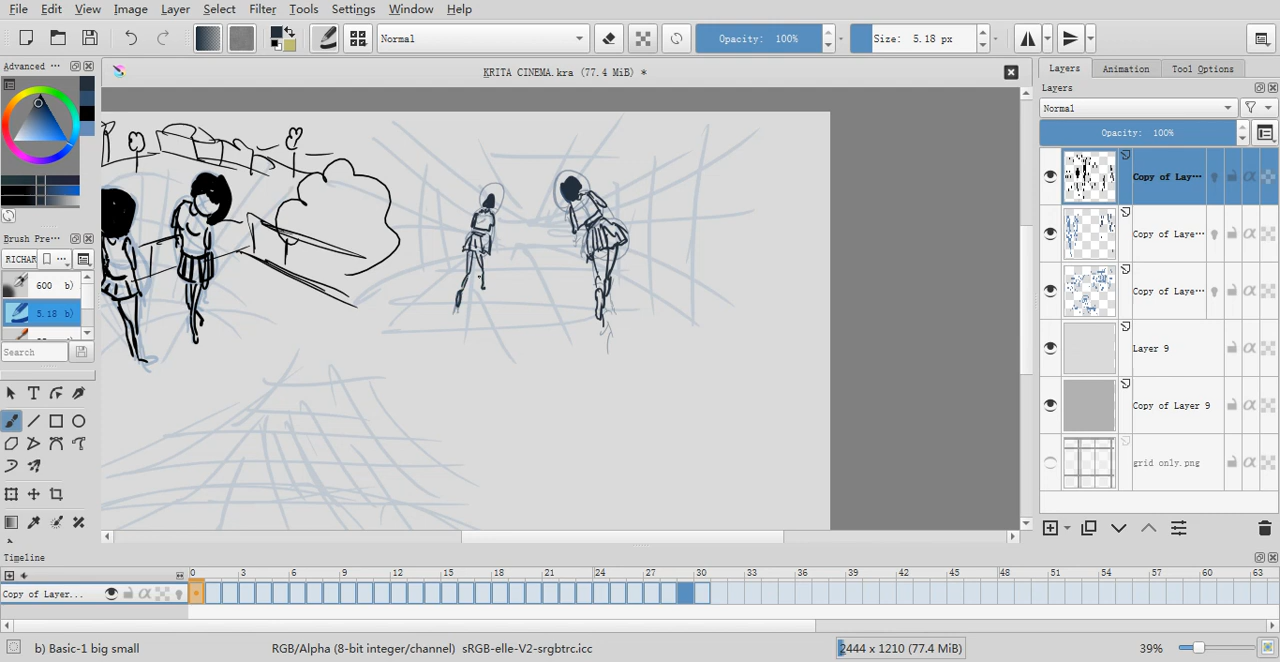 File Edit View Image Layer Select Filter Tools Settings Window Help
Normal
Opacity: 100%
Size: 5.18 px
Advanced ···
KRITA CINEMA.kra (77.4 MiB) *
Layers Animation Tool Options
Layers
Normal
Opacity: 100%
Copy of Lay···
Copy of Laye···
Copy of Laye···
Layer 9
Copy of Layer 9
grid only.png
Brush Pre···
RICHAR
600 b)
5.18 b)
Search
Timeline
0 3 6 9 12 15 18 21 24 27 30 33 36 39 42 45 48 51 54 57 60 63
Copy of Layer...
b) Basic-1 big small
RGB/Alpha (8-bit integer/channel) sRGB-elle-V2-srgbtrc.icc
2444 x 1210 (77.4 MiB)
39%